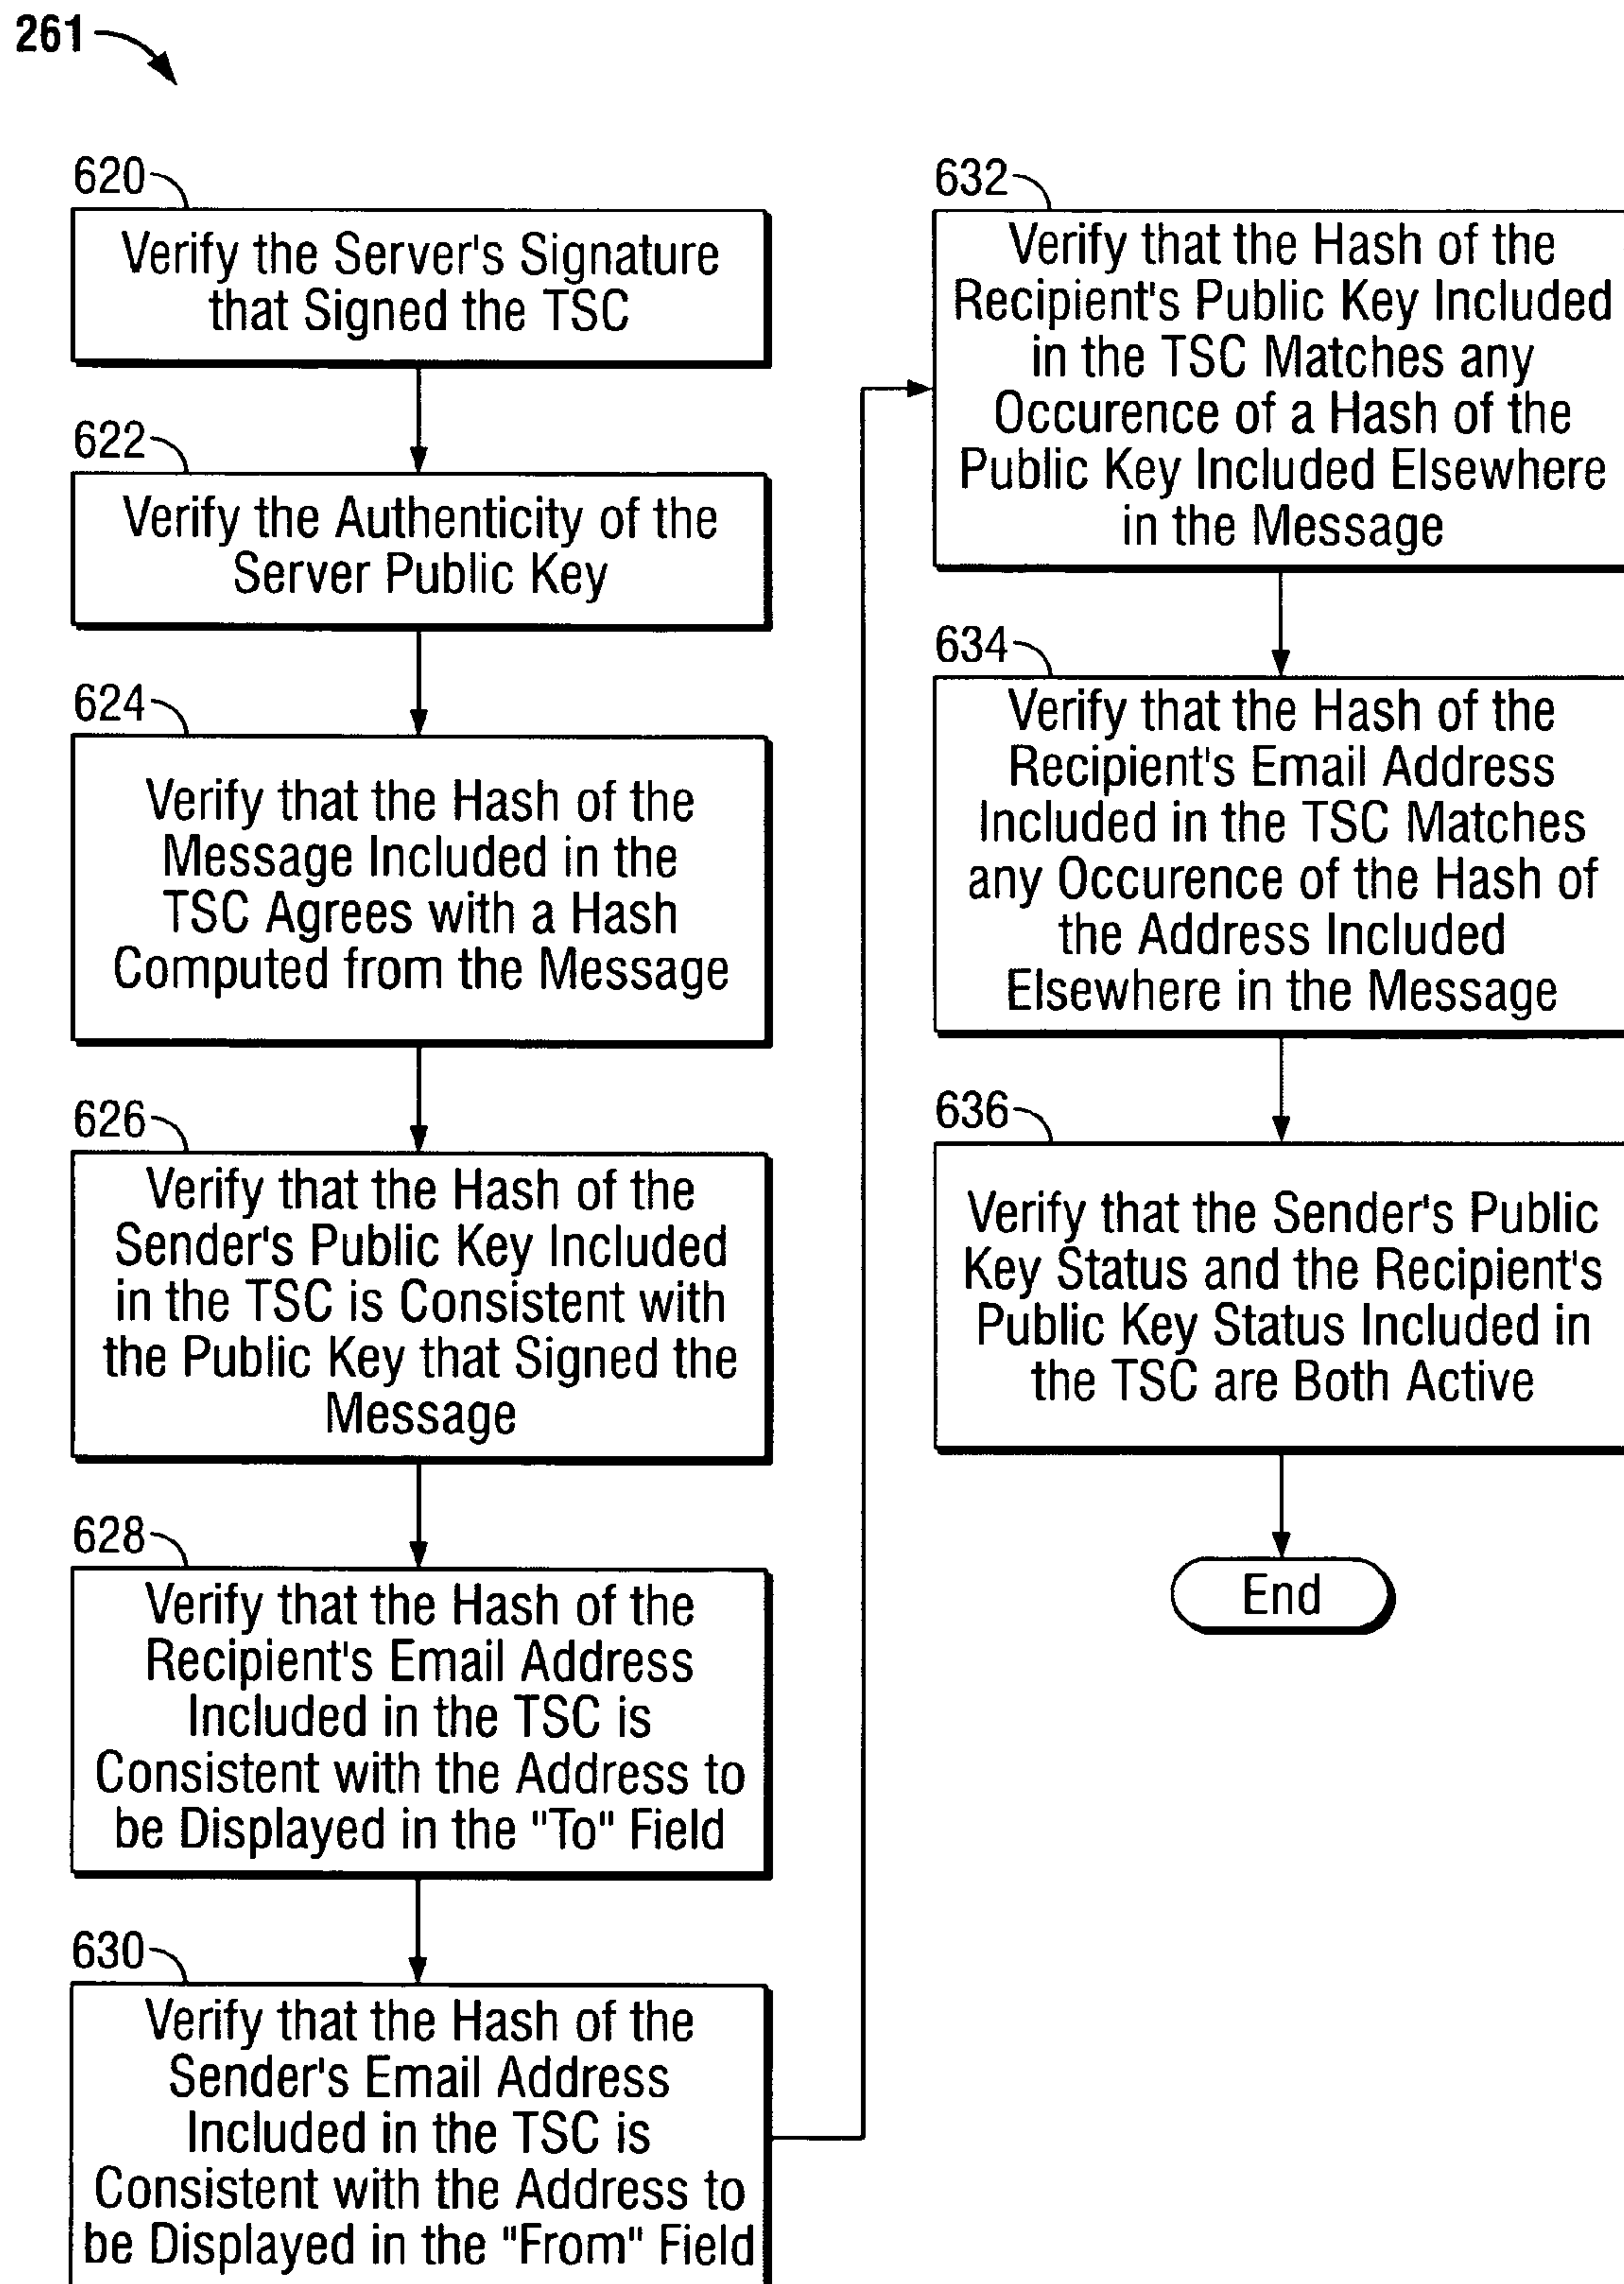 261
620
Verify the Server's Signature
that Signed the TSC
622
Verify the Authenticity of the
Server Public Key
624
Verify that the Hash of the
Message Included in the
TSC Agrees with a Hash
Computed from the Message
626
Verify that the Hash of the
Sender's Public Key Included
in the TSC is Consistent with
the Public Key that Signed the
Message
628
Verify that the Hash of the
Recipient's Email Address
Included in the TSC is
Consistent with the Address to
be Displayed in the "To" Field
630
Verify that the Hash of the
Sender's Email Address
Included in the TSC is
Consistent with the Address to
be Displayed in the "From" Field
632
Verify that the Hash of the
Recipient's Public Key Included
in the TSC Matches any
Occurence of a Hash of the
Public Key Included Elsewhere
in the Message
634
Verify that the Hash of the
Recipient's Email Address
Included in the TSC Matches
any Occurence of the Hash of
the Address Included
Elsewhere in the Message
636
Verify that the Sender's Public
Key Status and the Recipient's
Public Key Status Included in
the TSC are Both Active
End